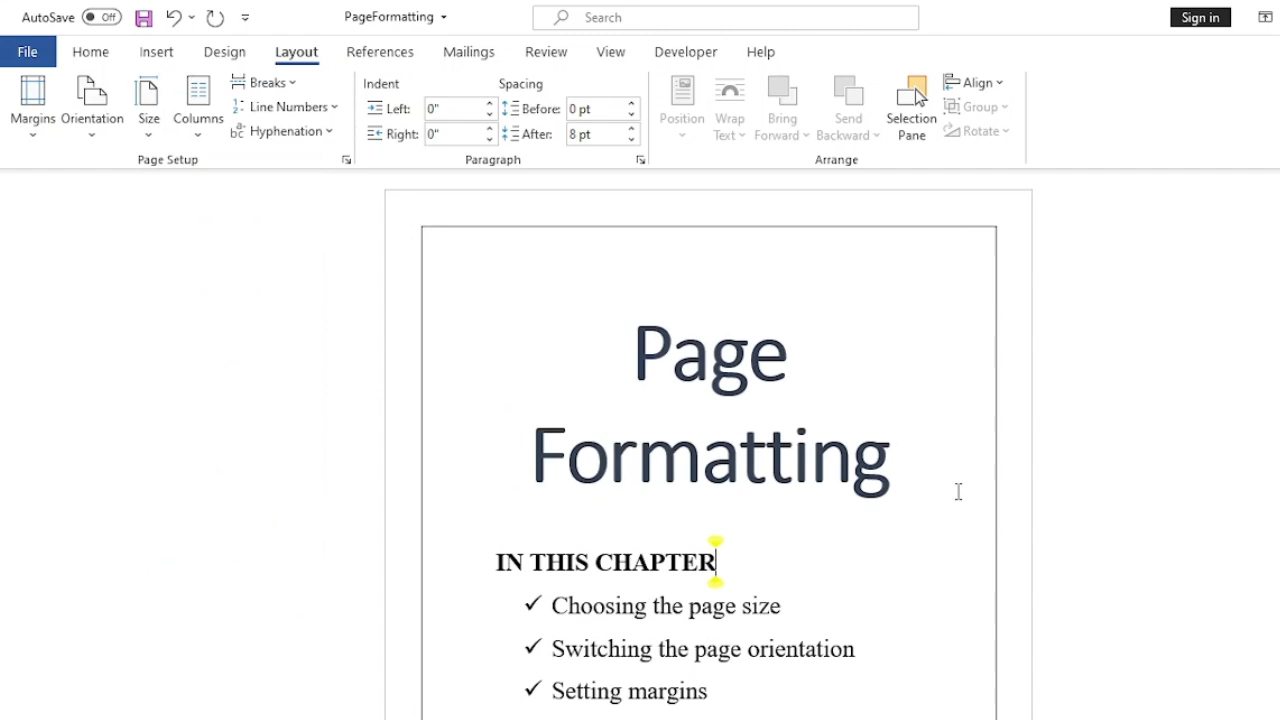 AutoSave Off PageFormatting Search Sign in
File Home Insert Design Layout References Mailings Review View Developer Help
Margins Orientation Size Columns Breaks Line Numbers Hyphenation
Page Setup
Indent Spacing
Left: 0" Before: 0 pt
Right: 0" After: 8 pt
Paragraph
Position Wrap Text Bring Forward Send Backward Selection Pane Align Group Rotate
Arrange
Page
Formatting
IN THIS CHAPTER
✓ Choosing the page size
✓ Switching the page orientation
✓ Setting margins